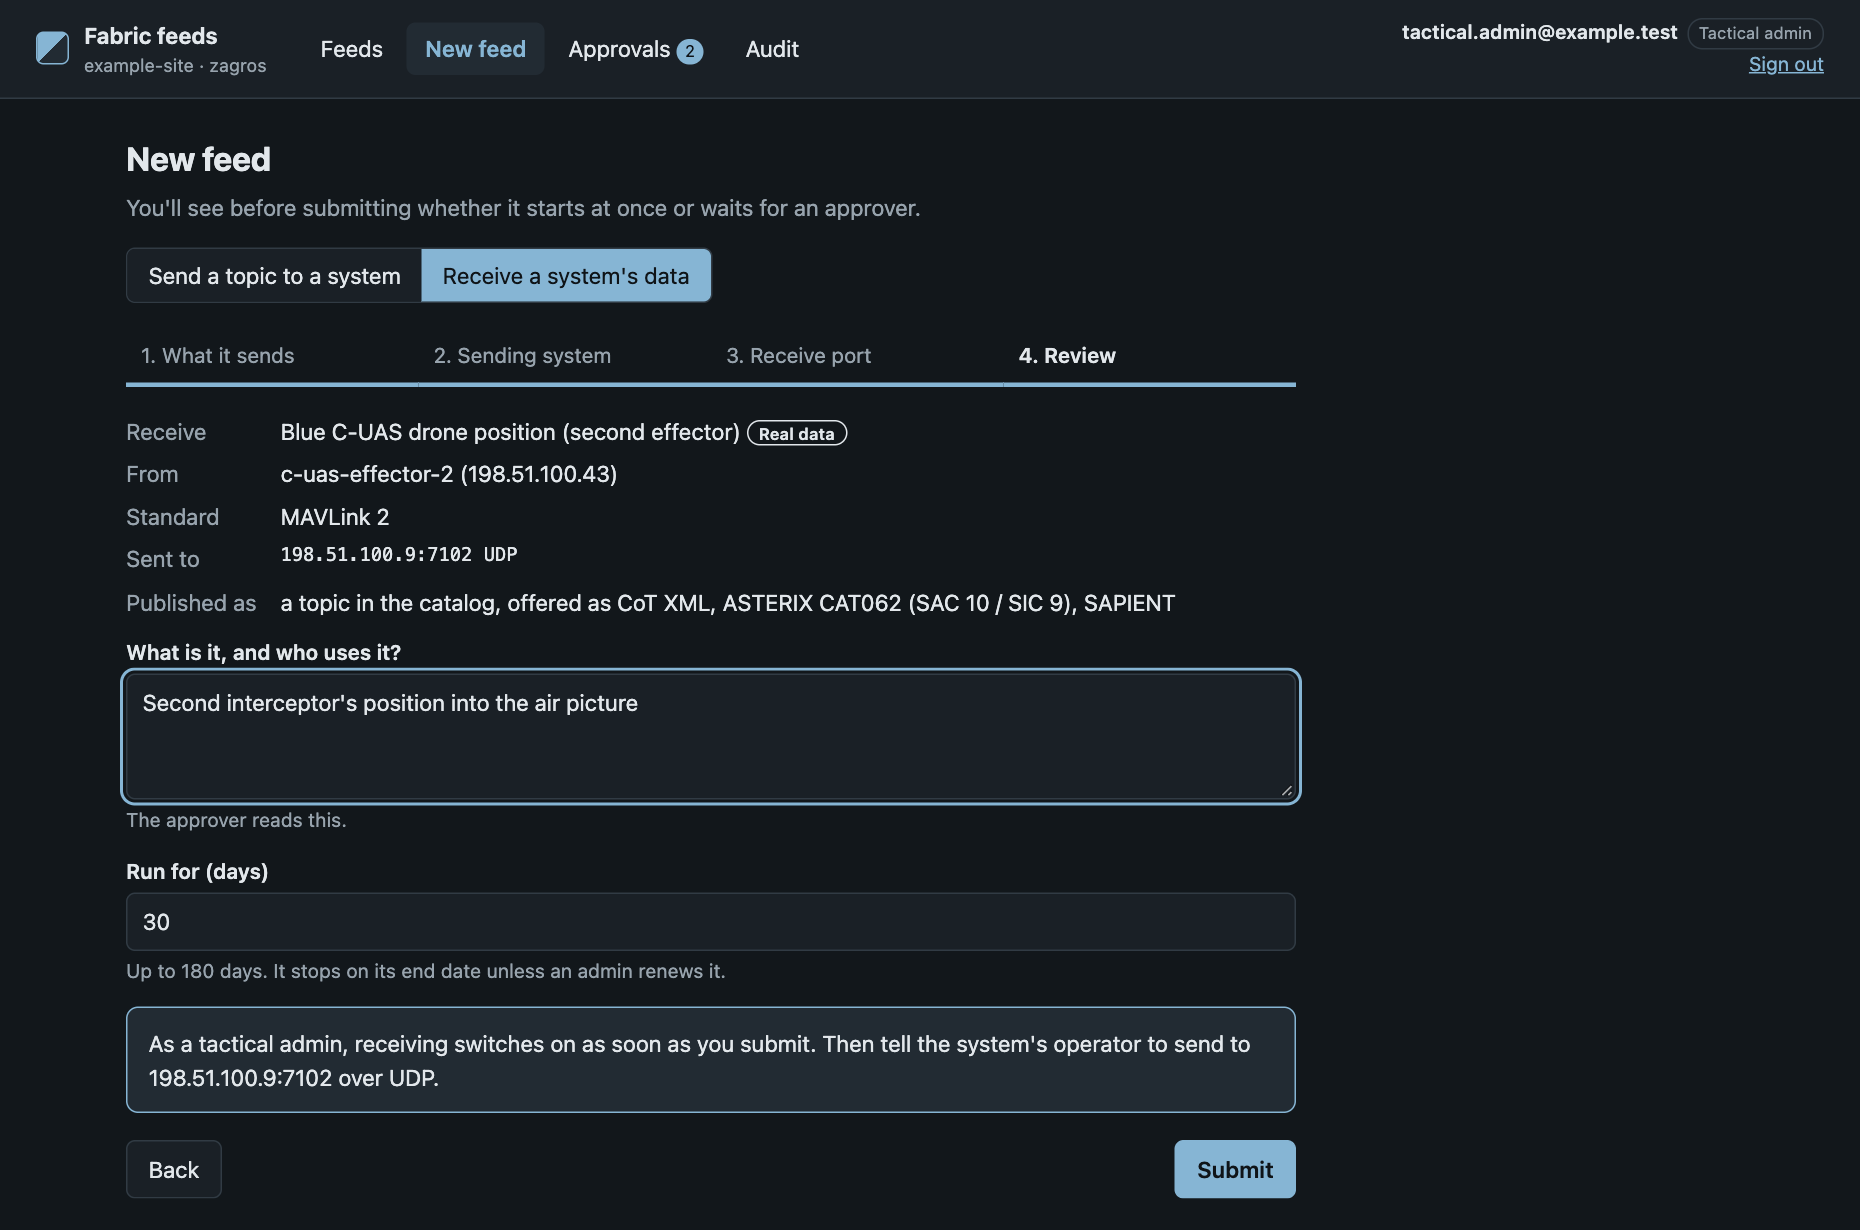 Fabric feeds
example-site · zagros
Feeds
New feed
Approvals 2
Audit
tactical.admin@example.test
Tactical admin
Sign out
New feed
You'll see before submitting whether it starts at once or waits for an approver.
Send a topic to a system
Receive a system's data
1. What it sends
2. Sending system
3. Receive port
4. Review
Receive Blue C-UAS drone position (second effector) Real data
From c-uas-effector-2 (198.51.100.43)
Standard MAVLink 2
Sent to 198.51.100.9:7102 UDP
Published as a topic in the catalog, offered as CoT XML, ASTERIX CAT062 (SAC 10 / SIC 9), SAPIENT
What is it, and who uses it?
Second interceptor's position into the air picture
The approver reads this.
Run for (days)
30
Up to 180 days. It stops on its end date unless an admin renews it.
As a tactical admin, receiving switches on as soon as you submit. Then tell the system's operator to send to
198.51.100.9:7102 over UDP.
Back
Submit